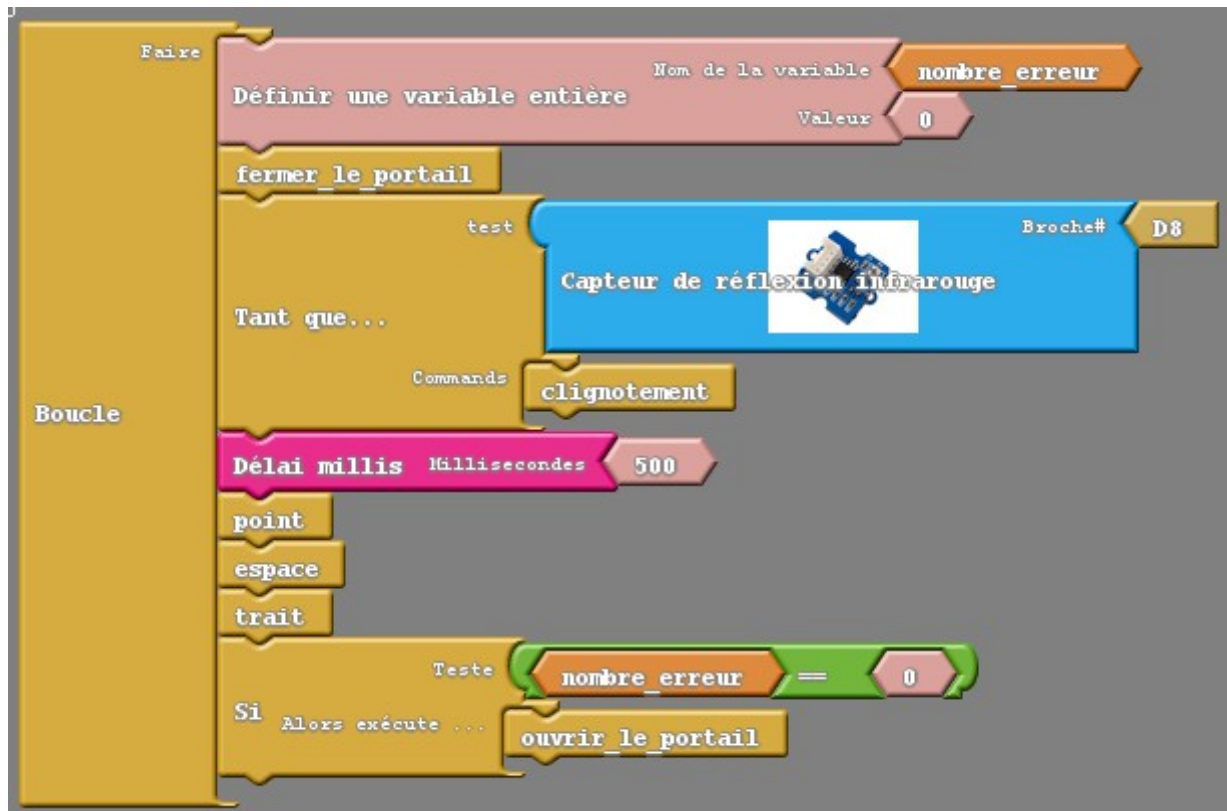 Faire
Nom de la variable nombre_erreur
Définir une variable entière
Valeur 0
fermer_le_portail
test Broche# D8
Capteur de réflexion infrarouge
Tant que...
Commands clignotement
Boucle
Délai millis Millisecondes 500
point
espace
trait
Teste nombre_erreur == 0
Si Alors exécute ...
ouvrir_le_portail